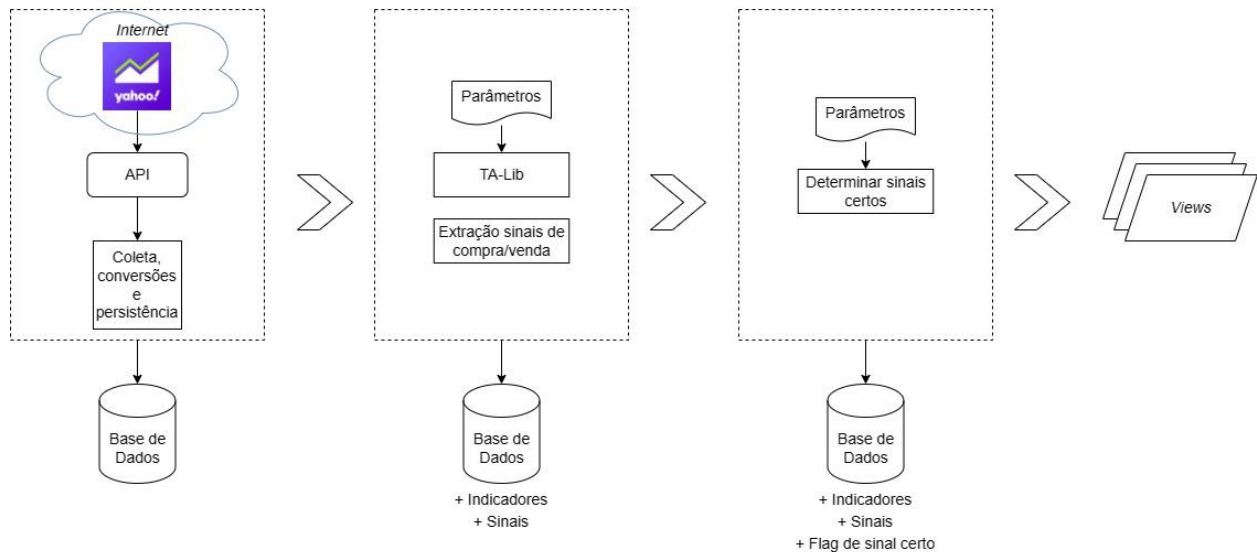 Internet
yahoo!
API
Coleta,
conversões
e
persistência
Base de
Dados
Parâmetros
TA-Lib
Extração sinais de
compra/venda
Base de
Dados
+ Indicadores
+ Sinais
Parâmetros
Determinar sinais
certos
Base de
Dados
+ Indicadores
+ Sinais
+ Flag de sinal certo
Views